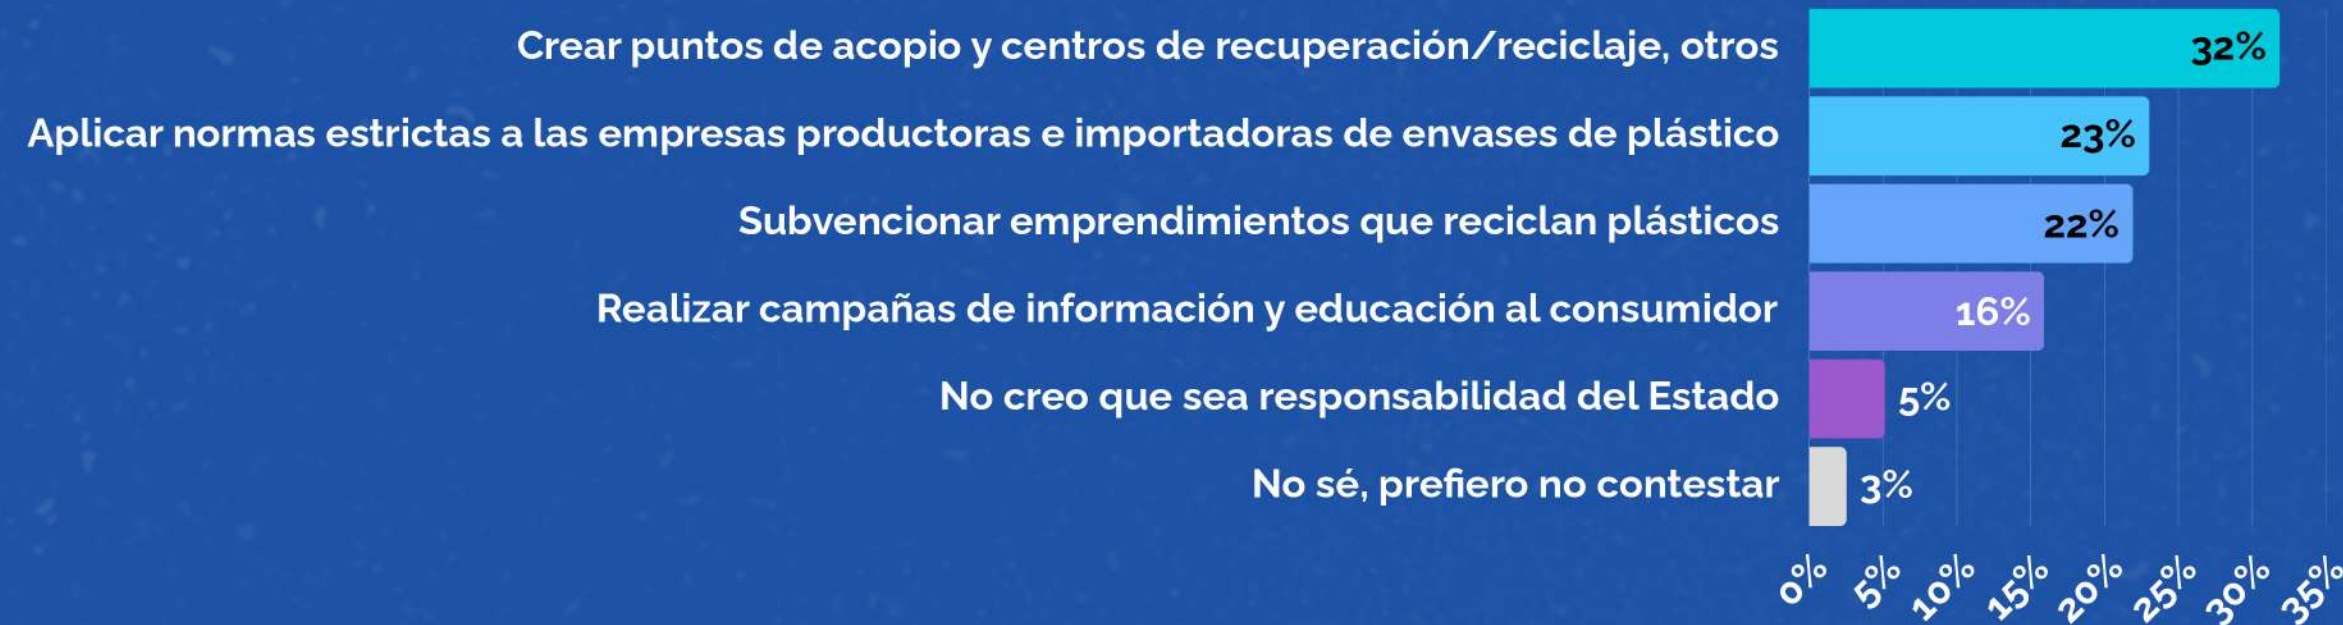 Crear puntos de acopio y centros de recuperación/reciclaje, otros 32%
Aplicar normas estrictas a las empresas productoras e importadoras de envases de plástico 23%
Subvencionar emprendimientos que reciclan plásticos 22%
Realizar campañas de información y educación al consumidor 16%
No creo que sea responsabilidad del Estado 5%
No sé, prefiero no contestar 3%
0% 5% 10% 15% 20% 25% 30% 35%